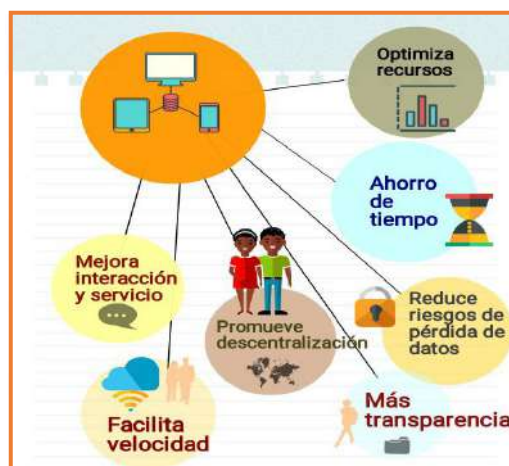 Optimiza
recursos
Ahorro
de
tiempo
Mejora
interacción
y servicio
Promueve
descentralización
Reduce
riesgos de
pérdida de
datos
Facilita
velocidad
Más
transparencia